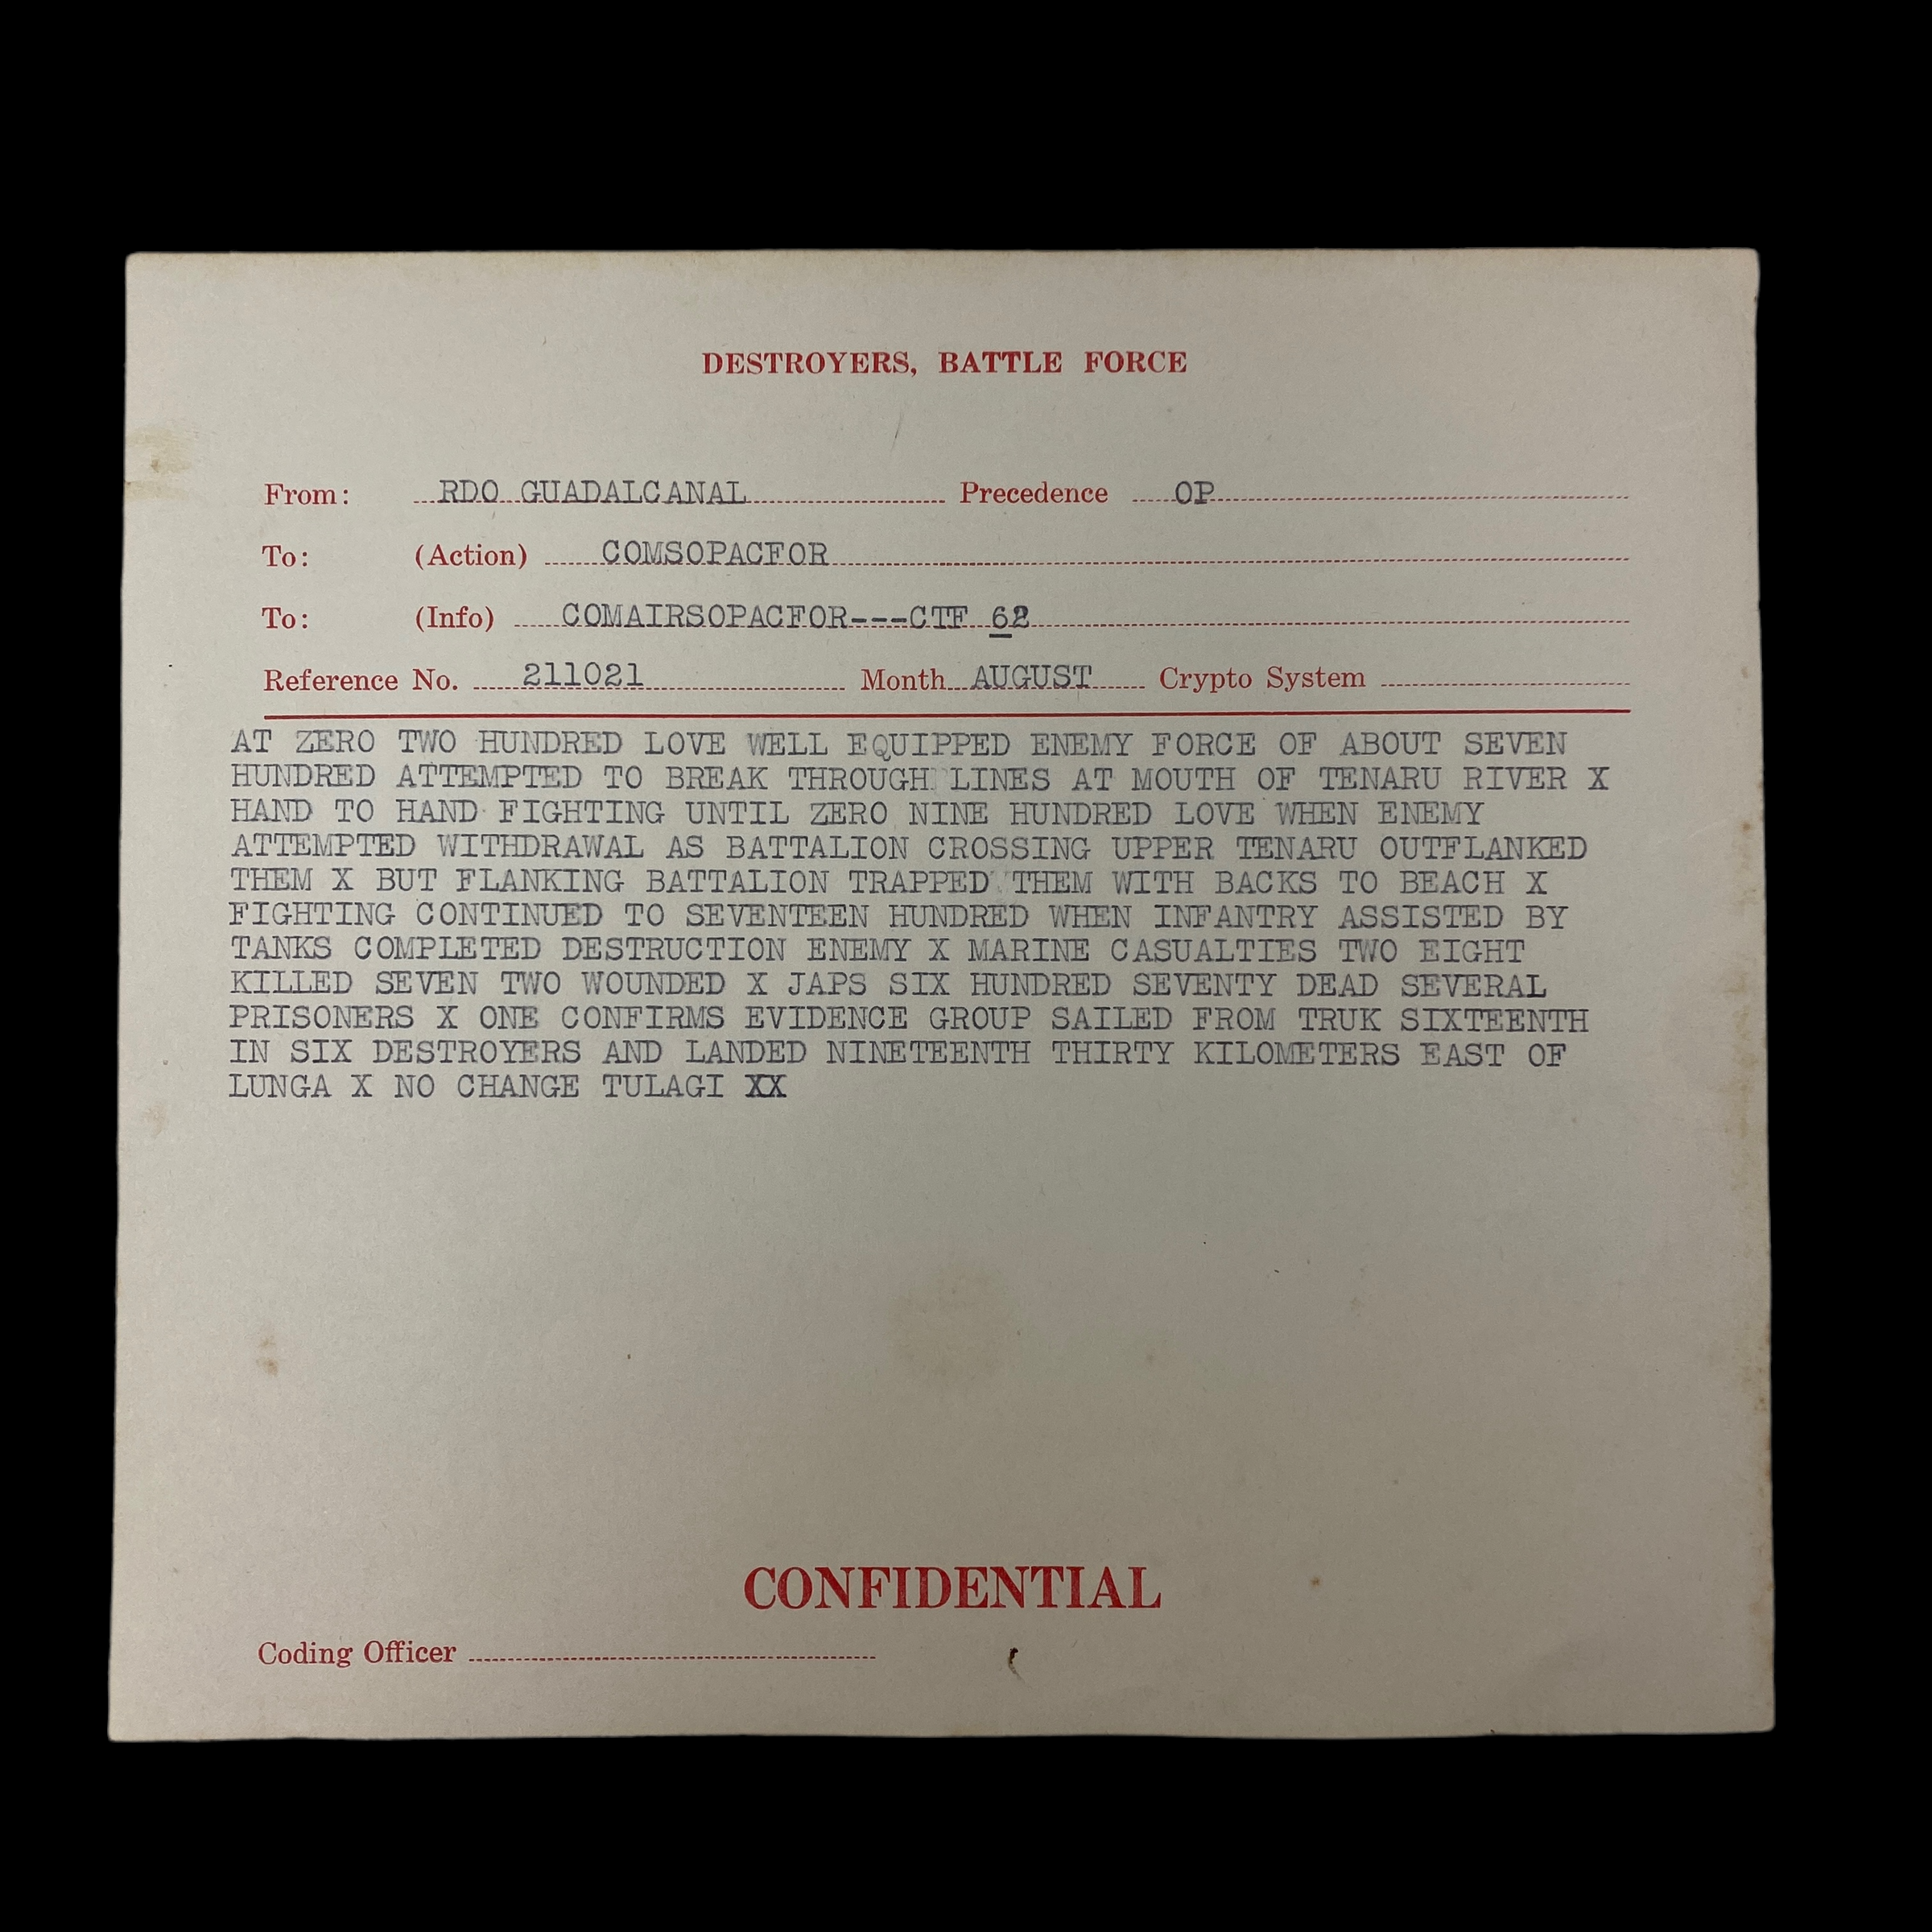 DESTROYERS, BATTLE FORCE
From: RDO GUADALCANAL Precedence OP
To: (Action) COMSOPACFOR
To: (Info) COMAIRSOPACFOR---CTF 62
Reference No. 211021 Month AUGUST Crypto System
AT ZERO TWO HUNDRED LOVE WELL EQUIPPED ENEMY FORCE OF ABOUT SEVEN
HUNDRED ATTEMPTED TO BREAK THROUGH LINES AT MOUTH OF TENARU RIVER X
HAND TO HAND FIGHTING UNTIL ZERO NINE HUNDRED LOVE WHEN ENEMY
ATTEMPTED WITHDRAWAL AS BATTALION CROSSING UPPER TENARU OUTFLANKED
THEM X BUT FLANKING BATTALION TRAPPED THEM WITH BACKS TO BEACH X
FIGHTING CONTINUED TO SEVENTEEN HUNDRED WHEN INFANTRY ASSISTED BY
TANKS COMPLETED DESTRUCTION ENEMY X MARINE CASUALTIES TWO EIGHT
KILLED SEVEN TWO WOUNDED X JAPS SIX HUNDRED SEVENTY DEAD SEVERAL
PRISONERS X ONE CONFIRMS EVIDENCE GROUP SAILED FROM TRUK SIXTEENTH
IN SIX DESTROYERS AND LANDED NINETEENTH THIRTY KILOMETERS EAST OF
LUNGA X NO CHANGE TULAGI XX
CONFIDENTIAL
Coding Officer